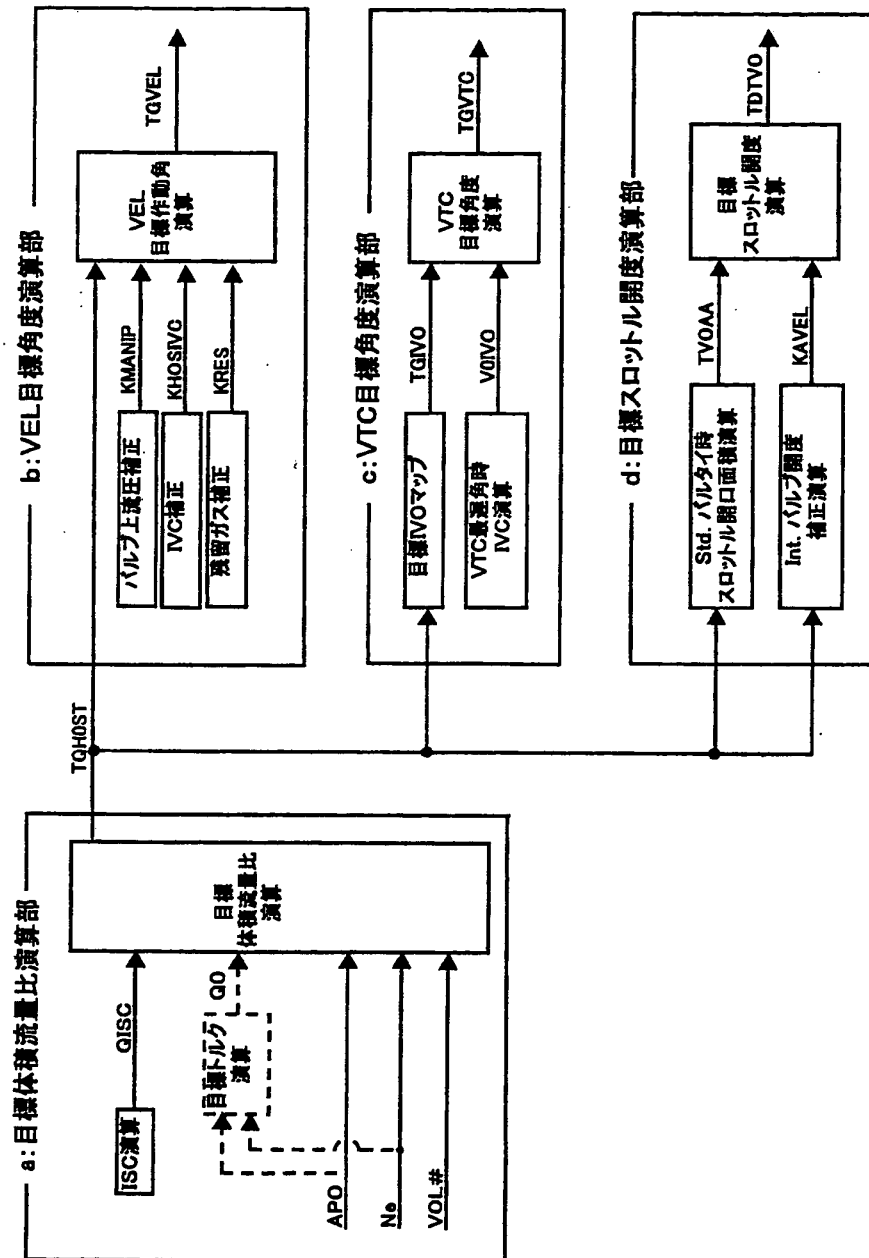 a:目標体積流量比演算部
ISC演算
QISC
目標トルク
演算
Q0
APO
Ne
VOL#
目標
体積流量比
演算
TQH0ST
b:VEL目標角度演算部
バルブ上流圧補正
KMANIP
IVC補正
KHOSIVC
残留ガス補正
KRES
VEL
目標作動角
演算
TGVEL
c:VTC目標角度演算部
目標IVOマップ
TGIVO
VTC最遅角時
IVC演算
V0IVO
VTC
目標角度
演算
TGVTC
d:目標スロットル開度演算部
Std. バルタイ時
スロットル開口面積演算
TVOAA
Int. バルブ開度
補正演算
KAVEL
目標
スロットル開度
演算
TDTVO